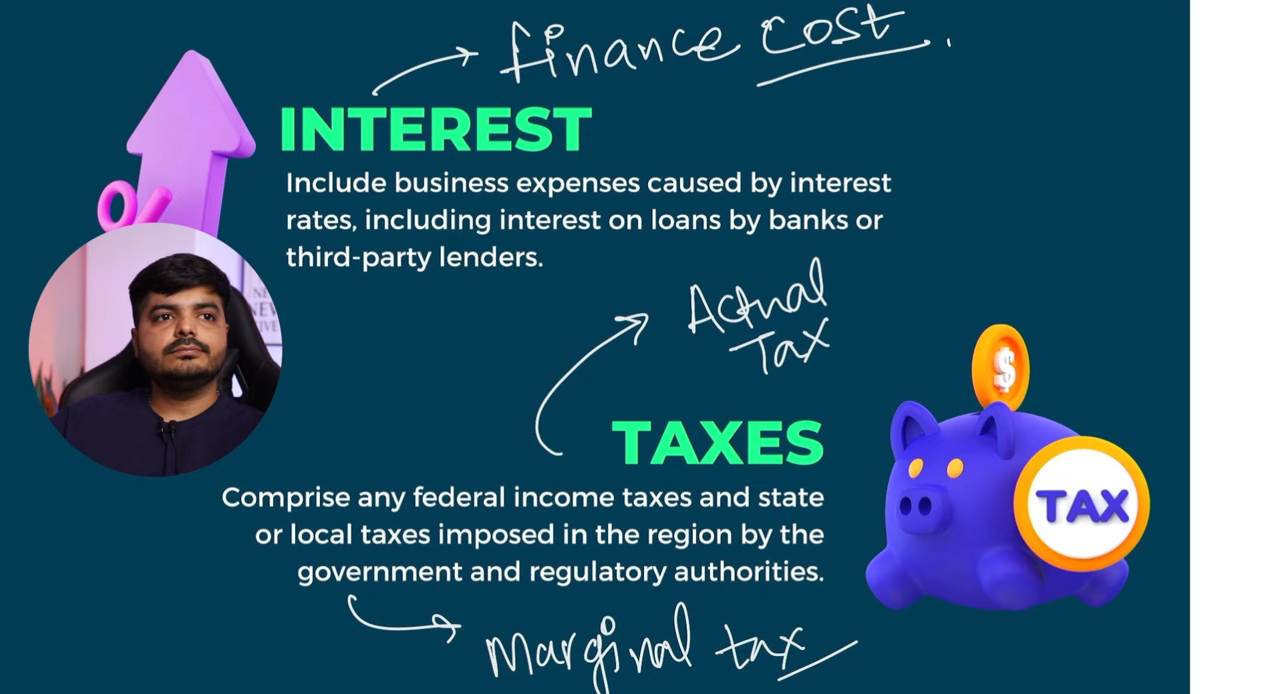 finance cost.
INTEREST
Include business expenses caused by interest
rates, including interest on loans by banks or
third-party lenders.
Actual
Tax
TAXES
Comprise any federal income taxes and state
or local taxes imposed in the region by the
government and regulatory authorities.
$
TAX
%
Marginal tax